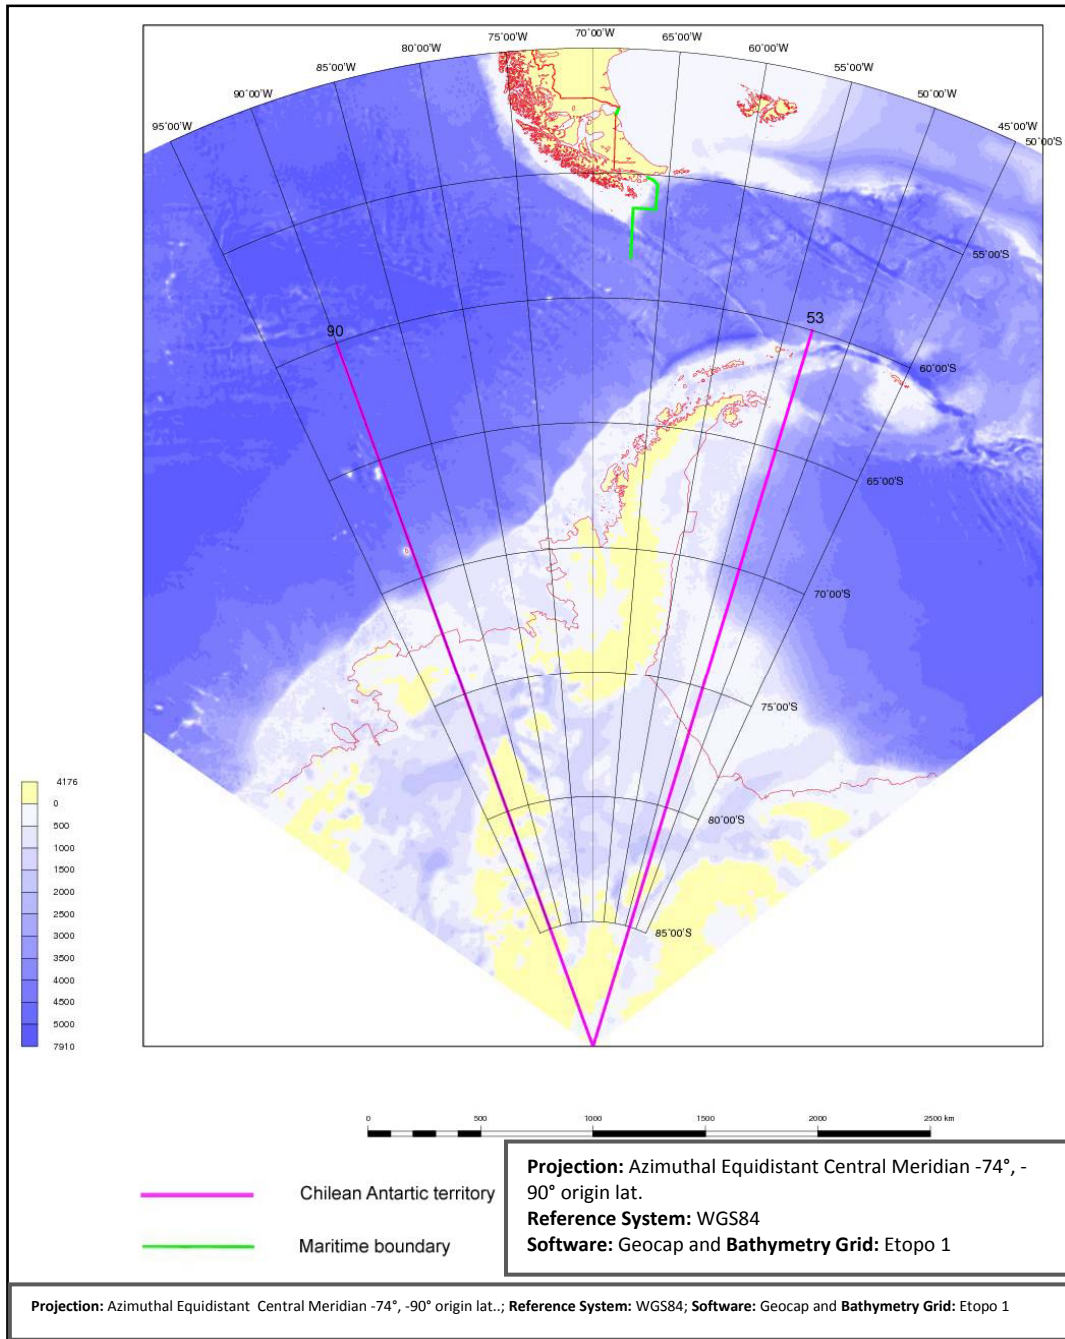 75°00'W
70°00'W
65°00'W
80°00'W
60°00'W
85°00'W
55°00'W
90°00'W
50°00'W
95°00'W
45°00'W
50°00'S
55°00'S
90
53
60°00'S
65°00'S
70°00'S
75°00'S
80°00'S
85°00'S
4176
0
500
1000
1500
2000
2500
3000
3500
4000
4500
5000
7910
0 500 1000 1500 2000 2500 km
Chilean Antartic territory
Maritime boundary
Projection: Azimuthal Equidistant Central Meridian -74°, -
90° origin lat.
Reference System: WGS84
Software: Geocap and Bathymetry Grid: Etopo 1
Projection: Azimuthal Equidistant Central Meridian -74°, -90° origin lat..; Reference System: WGS84; Software: Geocap and Bathymetry Grid: Etopo 1